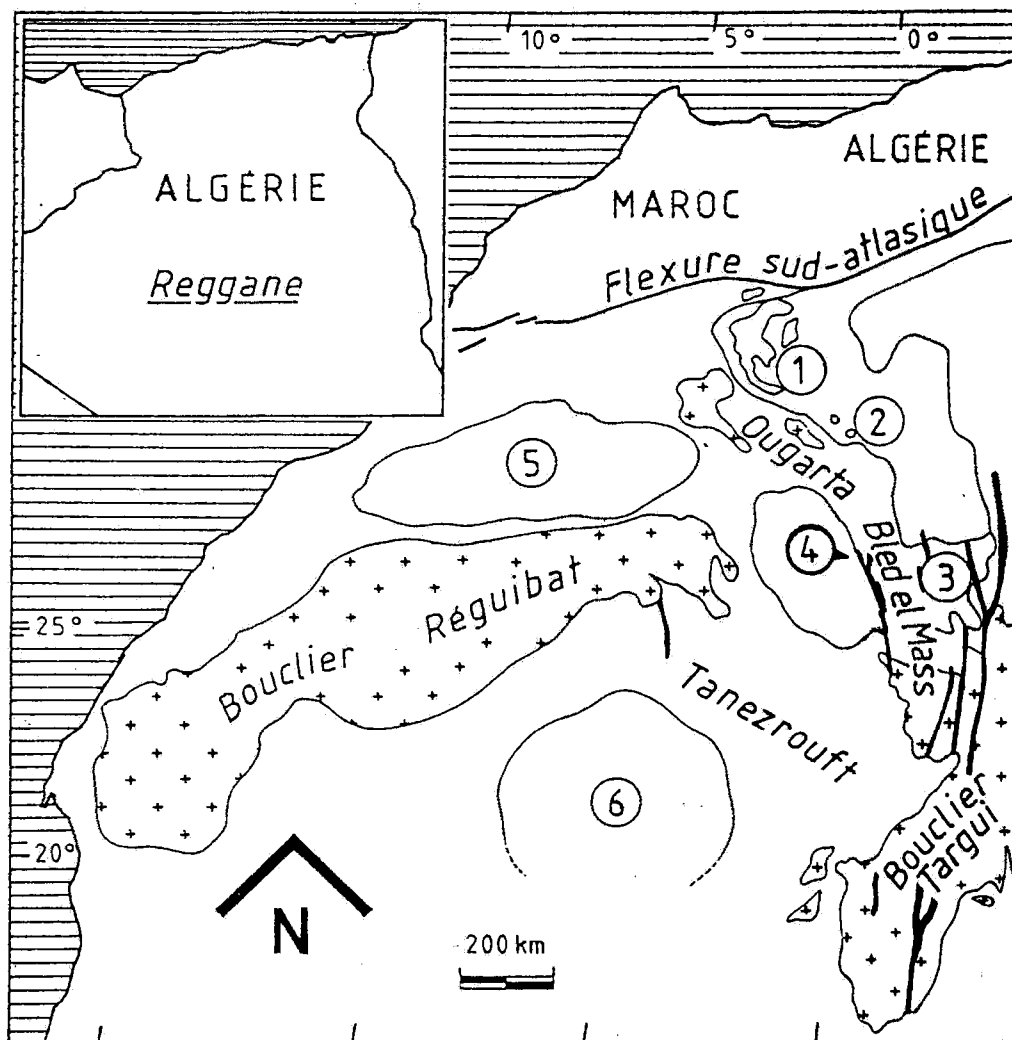 10°
5°
0°
ALGÉRIE
Reggane
ALGÉRIE
MAROC
Flexure sud-atlasique
1
2
Ougarta
5
4
Bled el Mass
3
25°
Bouclier Réguibat
Tanezrouft
6
Bouclier
Targui
20°
N
200 km